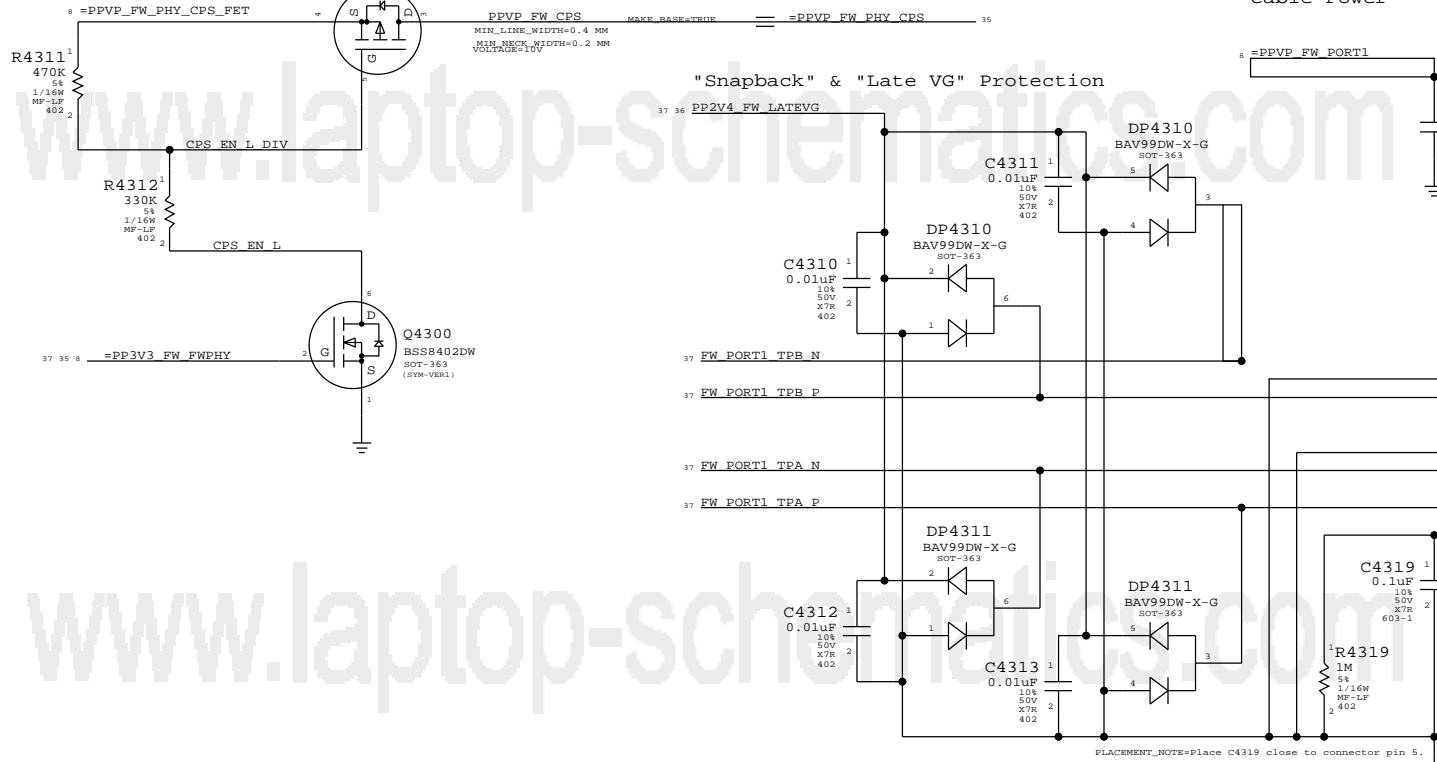 Cable Power
8 =PPVP_FW_PHY_CPS_FET
4 S D 3
G
5
PPVP_FW_CPS
MIN_LINE_WIDTH=0.4 MM
MIN_NECK_WIDTH=0.2 MM
VOLTAGE=10V
MAKE_BASE=TRUE
=PPVP_FW_PHY_CPS 35
R4311 1
470K
5%
1/16W
MF-LF
402 2
8 =PPVP_FW_PORT1
"Snapback" & "Late VG" Protection
37 36 PP2V4_FW_LATEVG
www.laptop-schematics.com
CPS_EN_L_DIV
R4312 1
330K
5%
1/16W
MF-LF
402 2
CPS_EN_L
DP4310
BAV99DW-X-G
SOT-363
5
3
4
C4311 1
0.01uF
10%
50V
X7R 2
402
DP4310
BAV99DW-X-G
SOT-363
2
6
1
C4310 1
0.01uF
10%
50V
X7R 2
402
6
D
Q4300
BSS8402DW
SOT-363
(SYM-VER1)
2 G
S
1
37 35 8 =PP3V3_FW_FWPHY
37 FW_PORT1_TPB_N
37 FW_PORT1_TPB_P
37 FW_PORT1_TPA_N
37 FW_PORT1_TPA_P
DP4311
BAV99DW-X-G
SOT-363
2
6
1
C4312 1
0.01uF
10%
50V
X7R 2
402
DP4311
BAV99DW-X-G
SOT-363
5
3
4
C4313 1
0.01uF
10%
50V
X7R 2
402
C4319 1
0.1uF
10%
50V
X7R 2
603-1
1 R4319
1M
5%
1/16W
MF-LF
2 402
www.laptop-schematics.com
PLACEMENT_NOTE=Place C4319 close to connector pin 5.